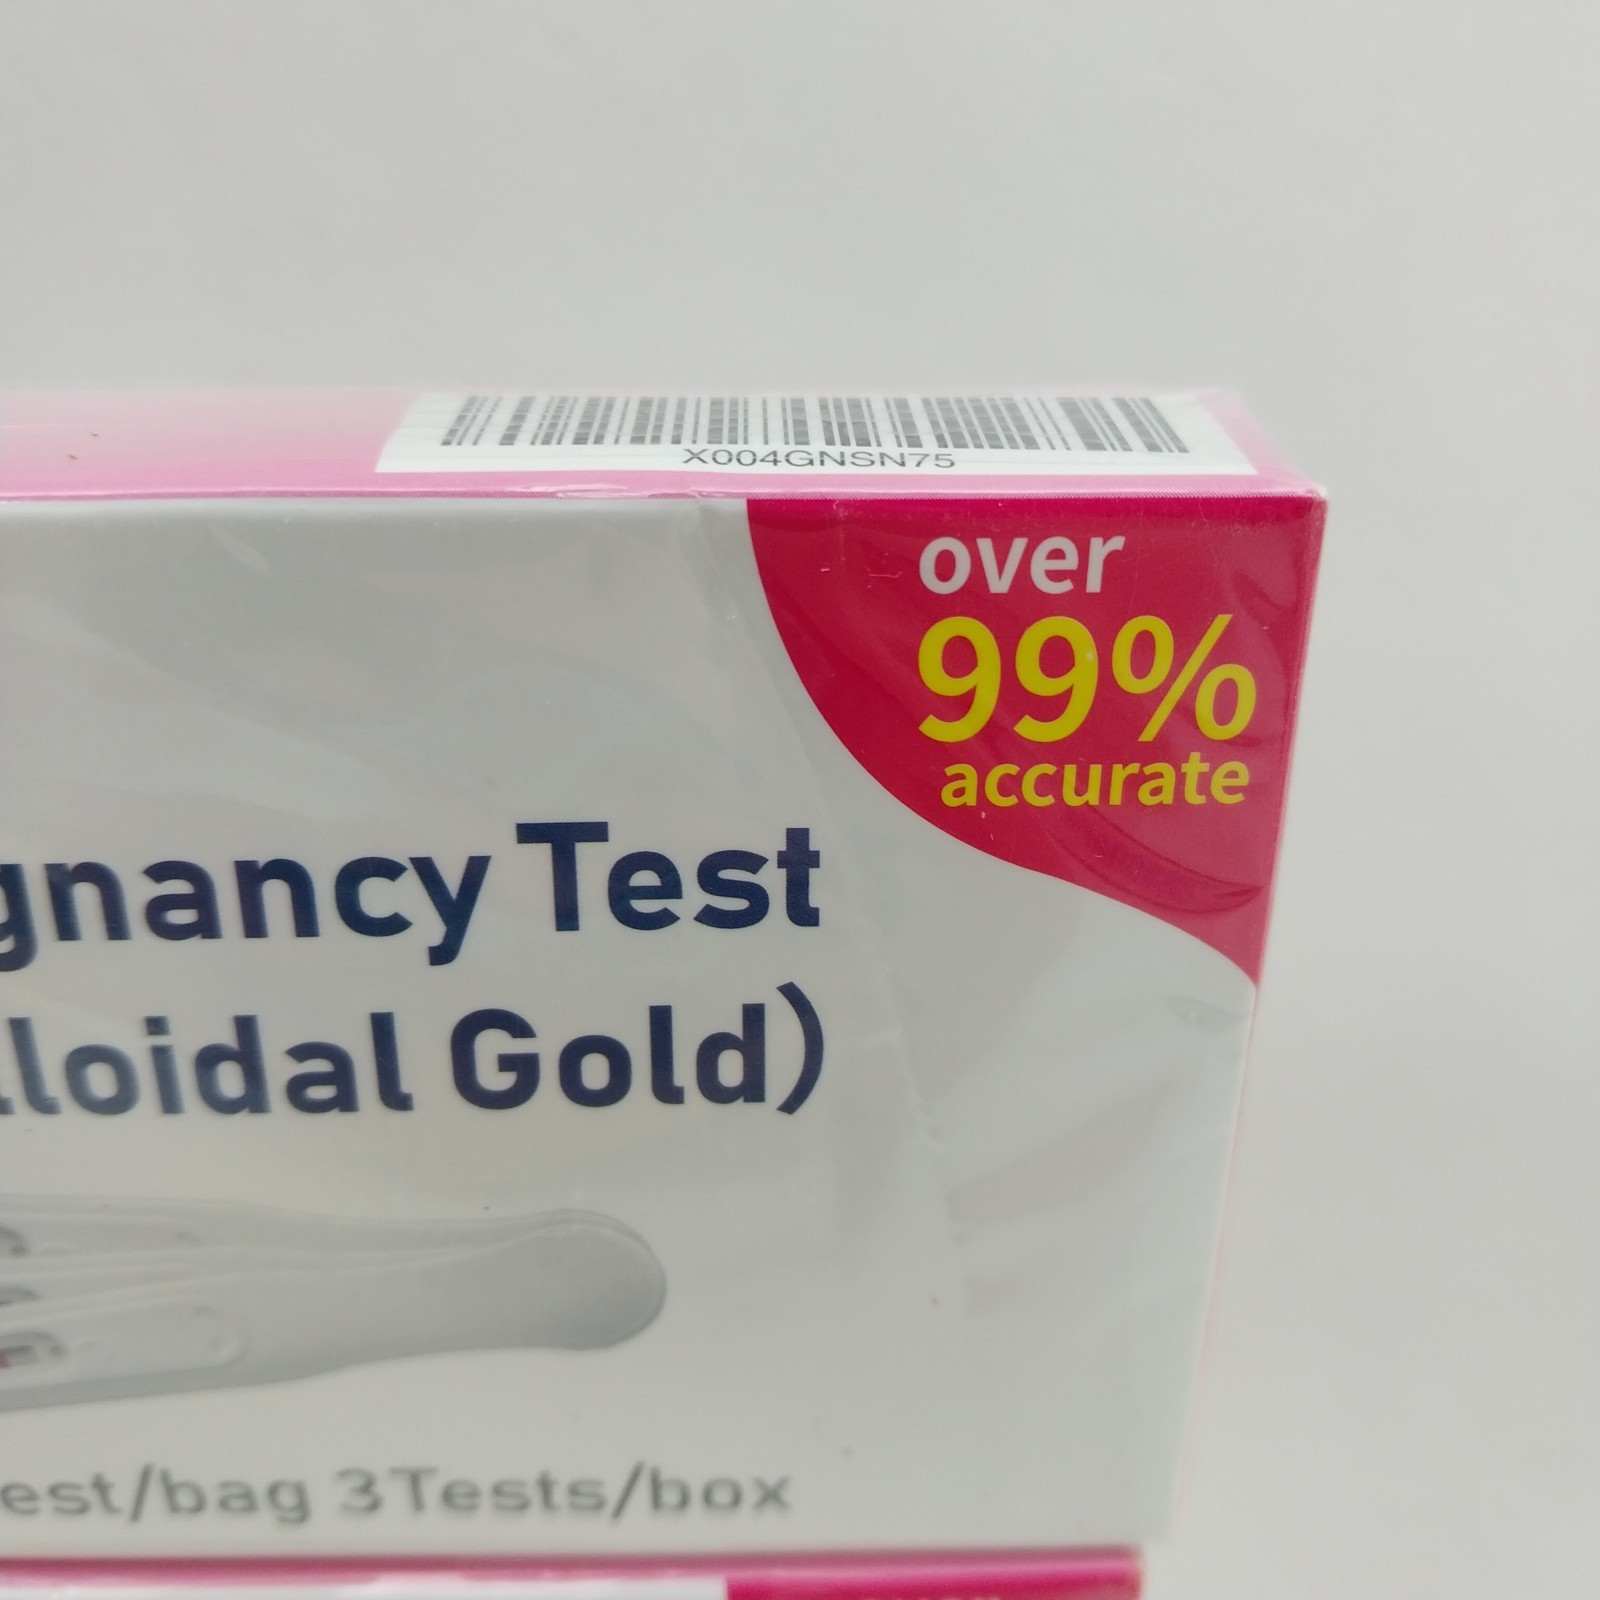 X004GNSN75
over
99%
accurate
gnancy Test
lloidal Gold)
est/bag 3Tests/box